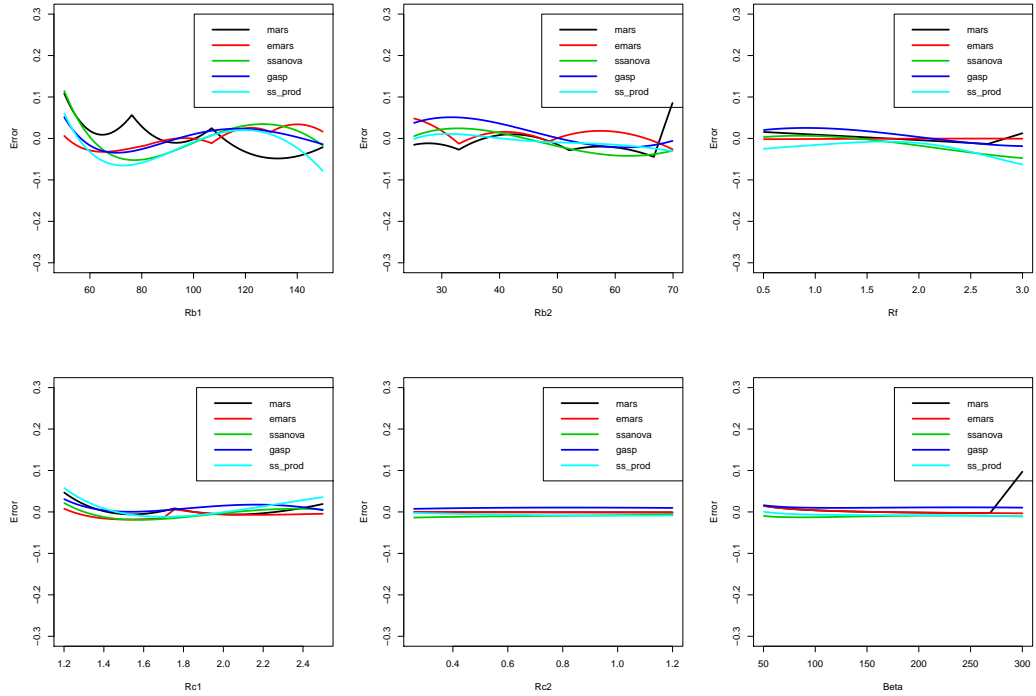 Error
0.3
0.2
0.1
0.0
−0.1
−0.2
−0.3
mars
emars
ssanova
gasp
ss_prod
60 80 100 120 140
Rb1
Error
0.3
0.2
0.1
0.0
−0.1
−0.2
−0.3
mars
emars
ssanova
gasp
ss_prod
30 40 50 60 70
Rb2
Error
0.3
0.2
0.1
0.0
−0.1
−0.2
−0.3
mars
emars
ssanova
gasp
ss_prod
0.5 1.0 1.5 2.0 2.5 3.0
Rf
Error
0.3
0.2
0.1
0.0
−0.1
−0.2
−0.3
mars
emars
ssanova
gasp
ss_prod
1.2 1.4 1.6 1.8 2.0 2.2 2.4
Rc1
Error
0.3
0.2
0.1
0.0
−0.1
−0.2
−0.3
mars
emars
ssanova
gasp
ss_prod
0.4 0.6 0.8 1.0 1.2
Rc2
Error
0.3
0.2
0.1
0.0
−0.1
−0.2
−0.3
mars
emars
ssanova
gasp
ss_prod
50 100 150 200 250 300
Beta